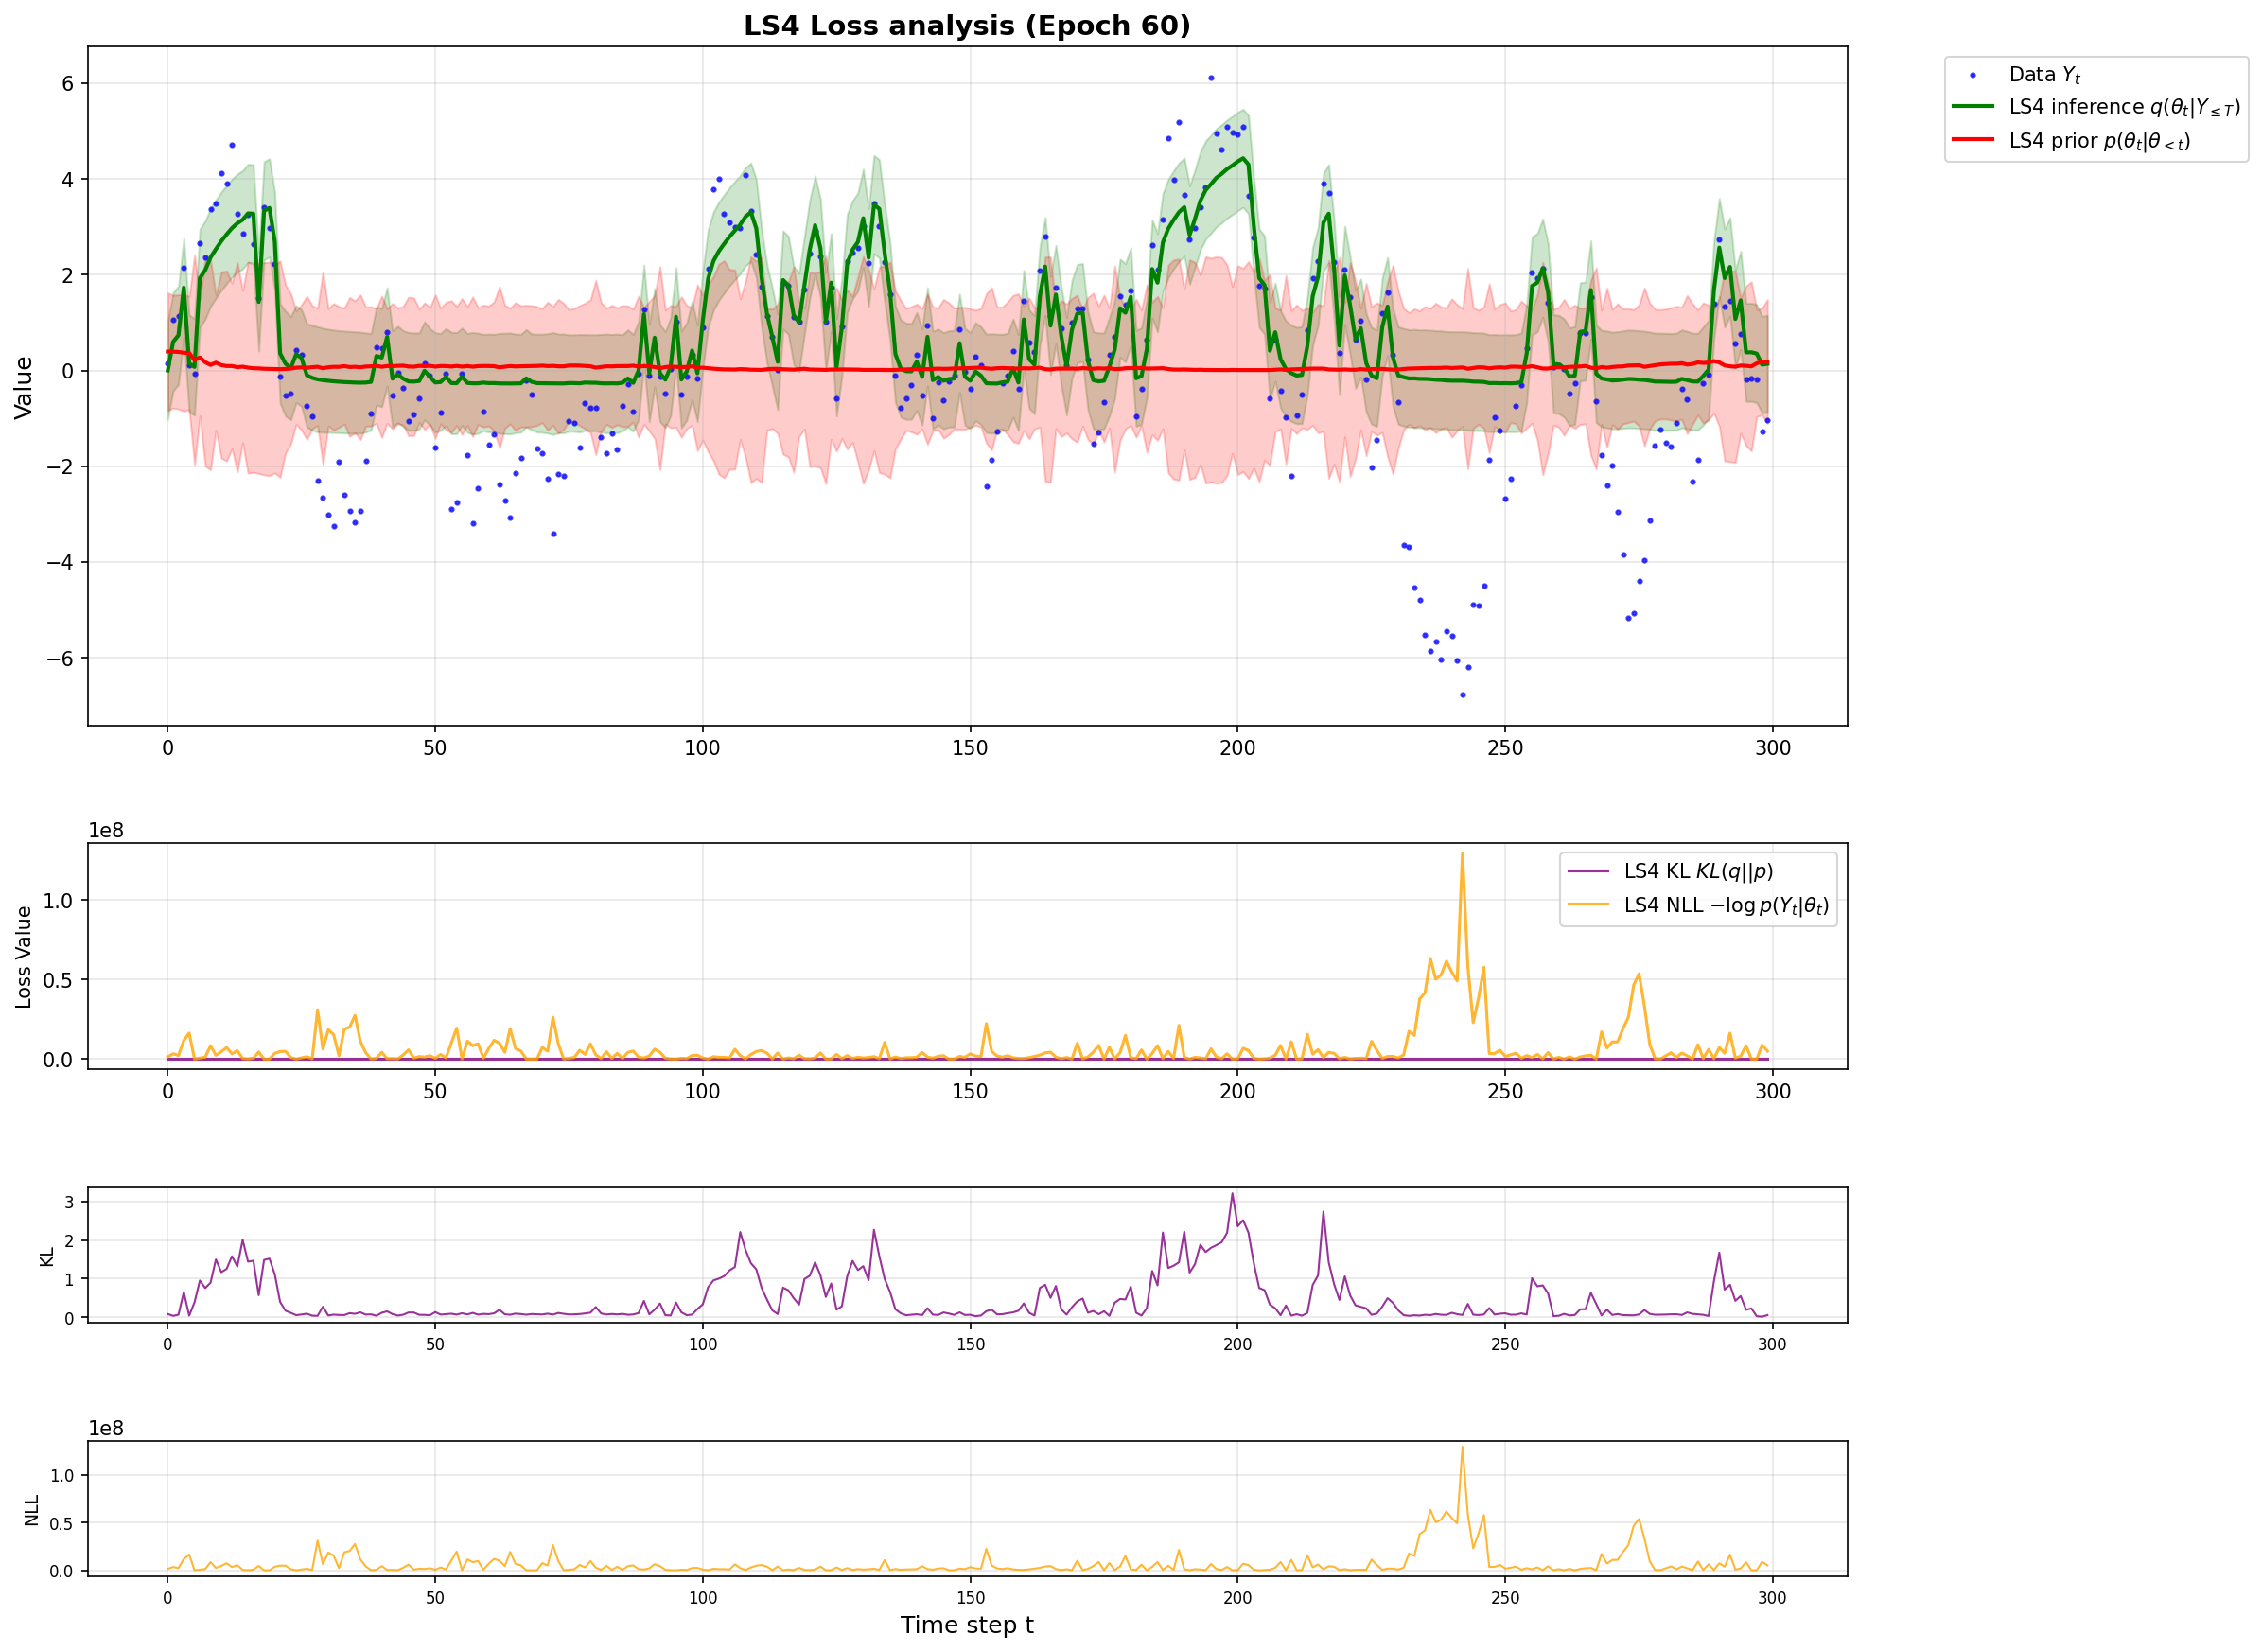 LS4 Loss analysis (Epoch 60)
Value
6
4
2
0
−2
−4
−6
0 50 100 150 200 250 300
Data Y_t
LS4 inference q(θ_t|Y_{≤T})
LS4 prior p(θ_t|θ_{<t})
1e8
Loss Value
1.0
0.5
0.0
0 50 100 150 200 250 300
LS4 KL KL(q||p)
LS4 NLL −log p(Y_t|θ_t)
KL
3
2
1
0
0 50 100 150 200 250 300
1e8
NLL
1.0
0.5
0.0
0 50 100 150 200 250 300
Time step t